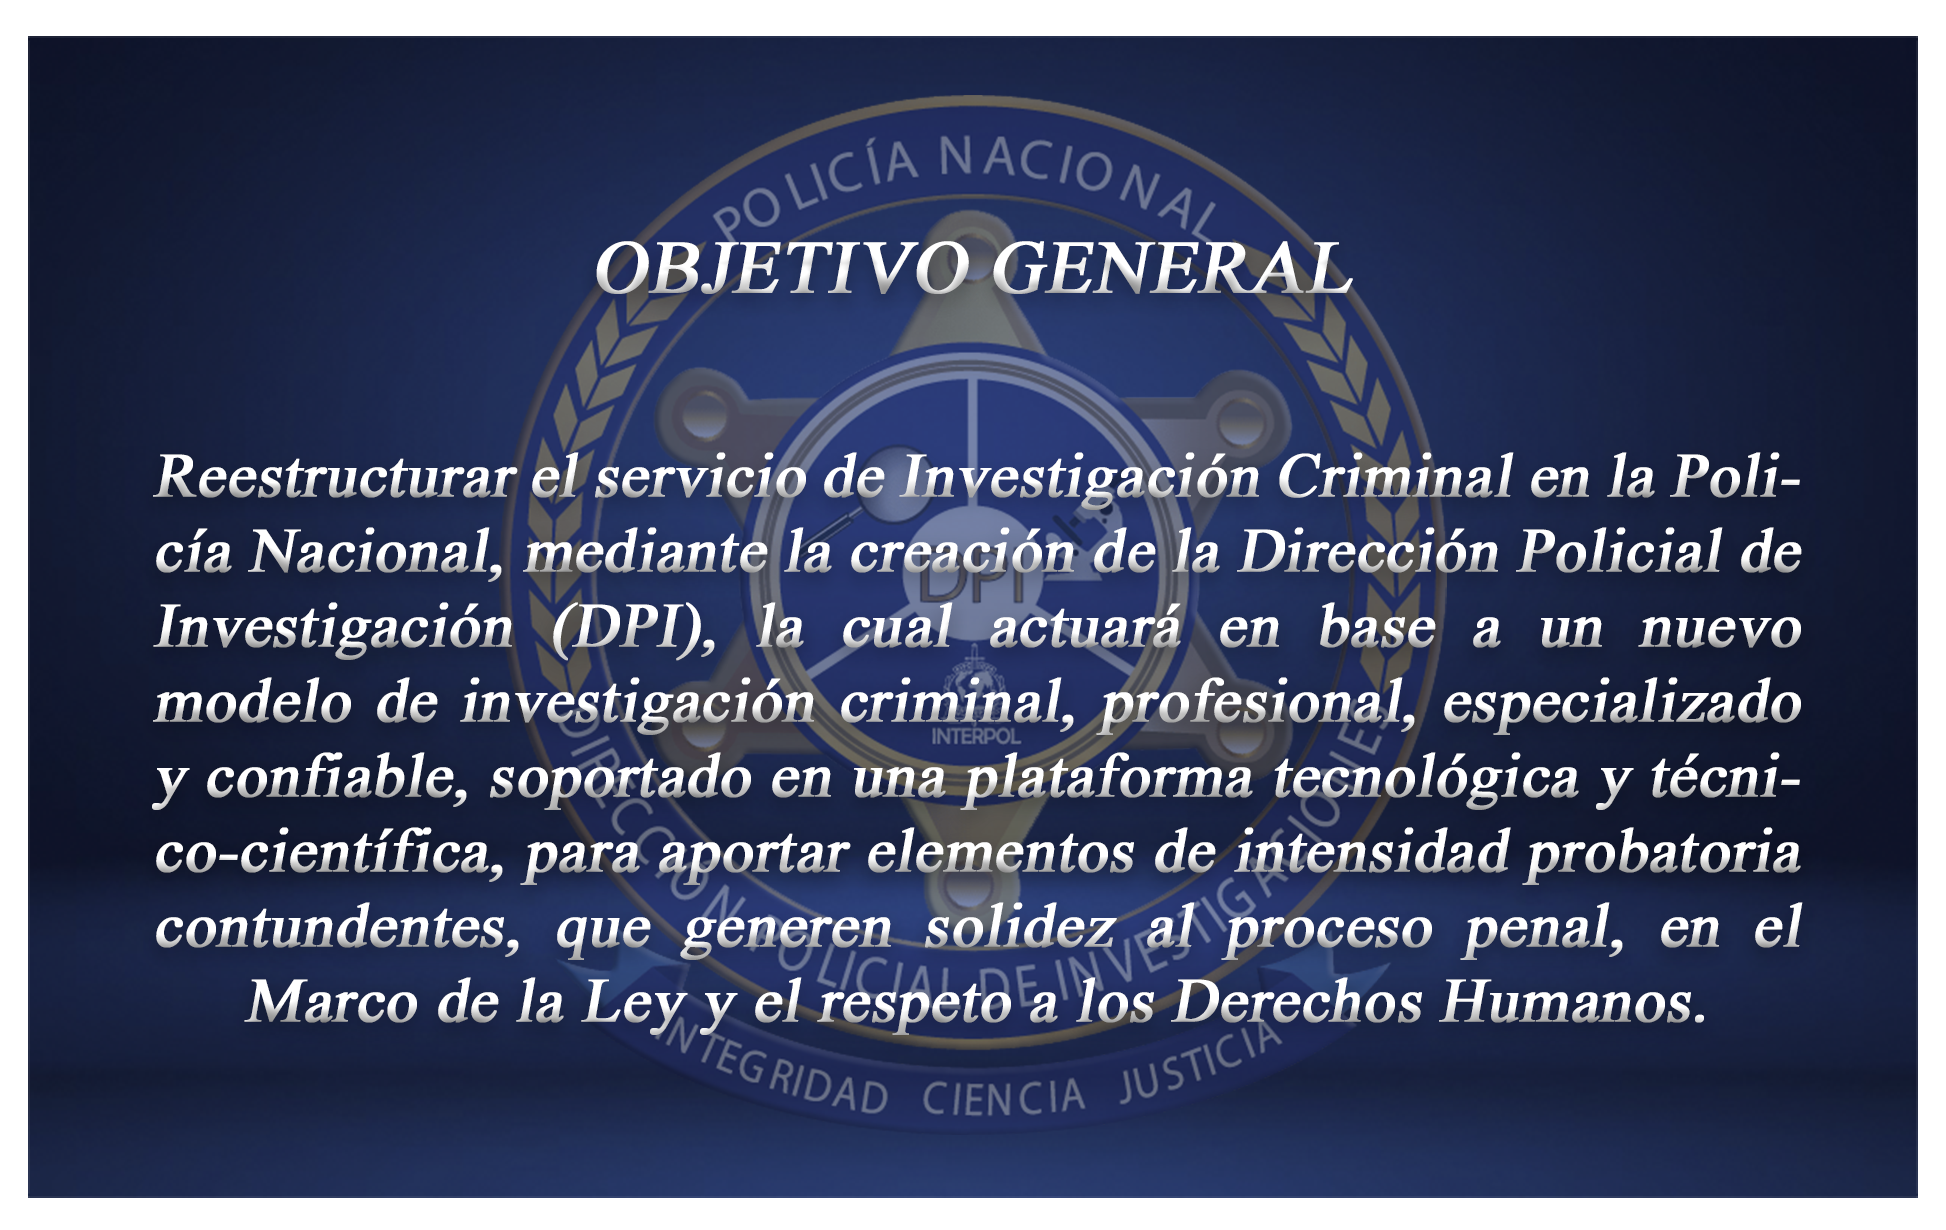 POLICÍA NACIONAL
OBJETIVO GENERAL
Reestructurar el servicio de Investigación Criminal en la Poli-
cía Nacional, mediante la creación de la Dirección Policial de
Investigación (DPI), la cual actuará en base a un nuevo
modelo de investigación criminal, profesional, especializado
y confiable, soportado en una plataforma tecnológica y técni-
co-científica, para aportar elementos de intensidad probatoria
contundentes, que generen solidez al proceso penal, en el
Marco de la Ley y el respeto a los Derechos Humanos.
DPI
INTERPOL
DIRECCIÓN POLICIAL DE INVESTIGACIONES
INTEGRIDAD CIENCIA JUSTICIA